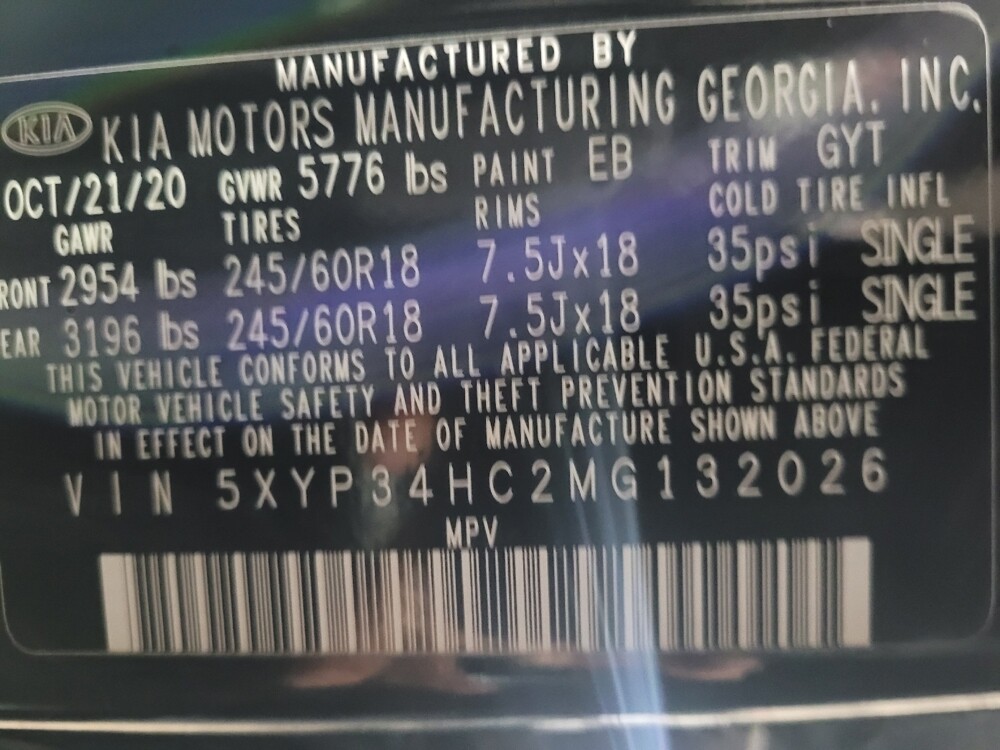 MANUFACTURED BY
KIA KIA MOTORS MANUFACTURING GEORGIA, INC.
OCT/21/20 GVWR 5776 lbs PAINT EB TRIM GYT
GAWR TIRES RIMS COLD TIRE INFL
RONT 2954 lbs 245/60R18 7.5Jx18 35psi SINGLE
EAR 3196 lbs 245/60R18 7.5Jx18 35psi SINGLE
THIS VEHICLE CONFORMS TO ALL APPLICABLE U.S.A. FEDERAL
MOTOR VEHICLE SAFETY AND THEFT PREVENTION STANDARDS
IN EFFECT ON THE DATE OF MANUFACTURE SHOWN ABOVE
VIN 5XYP34HC2MG132026
MPV